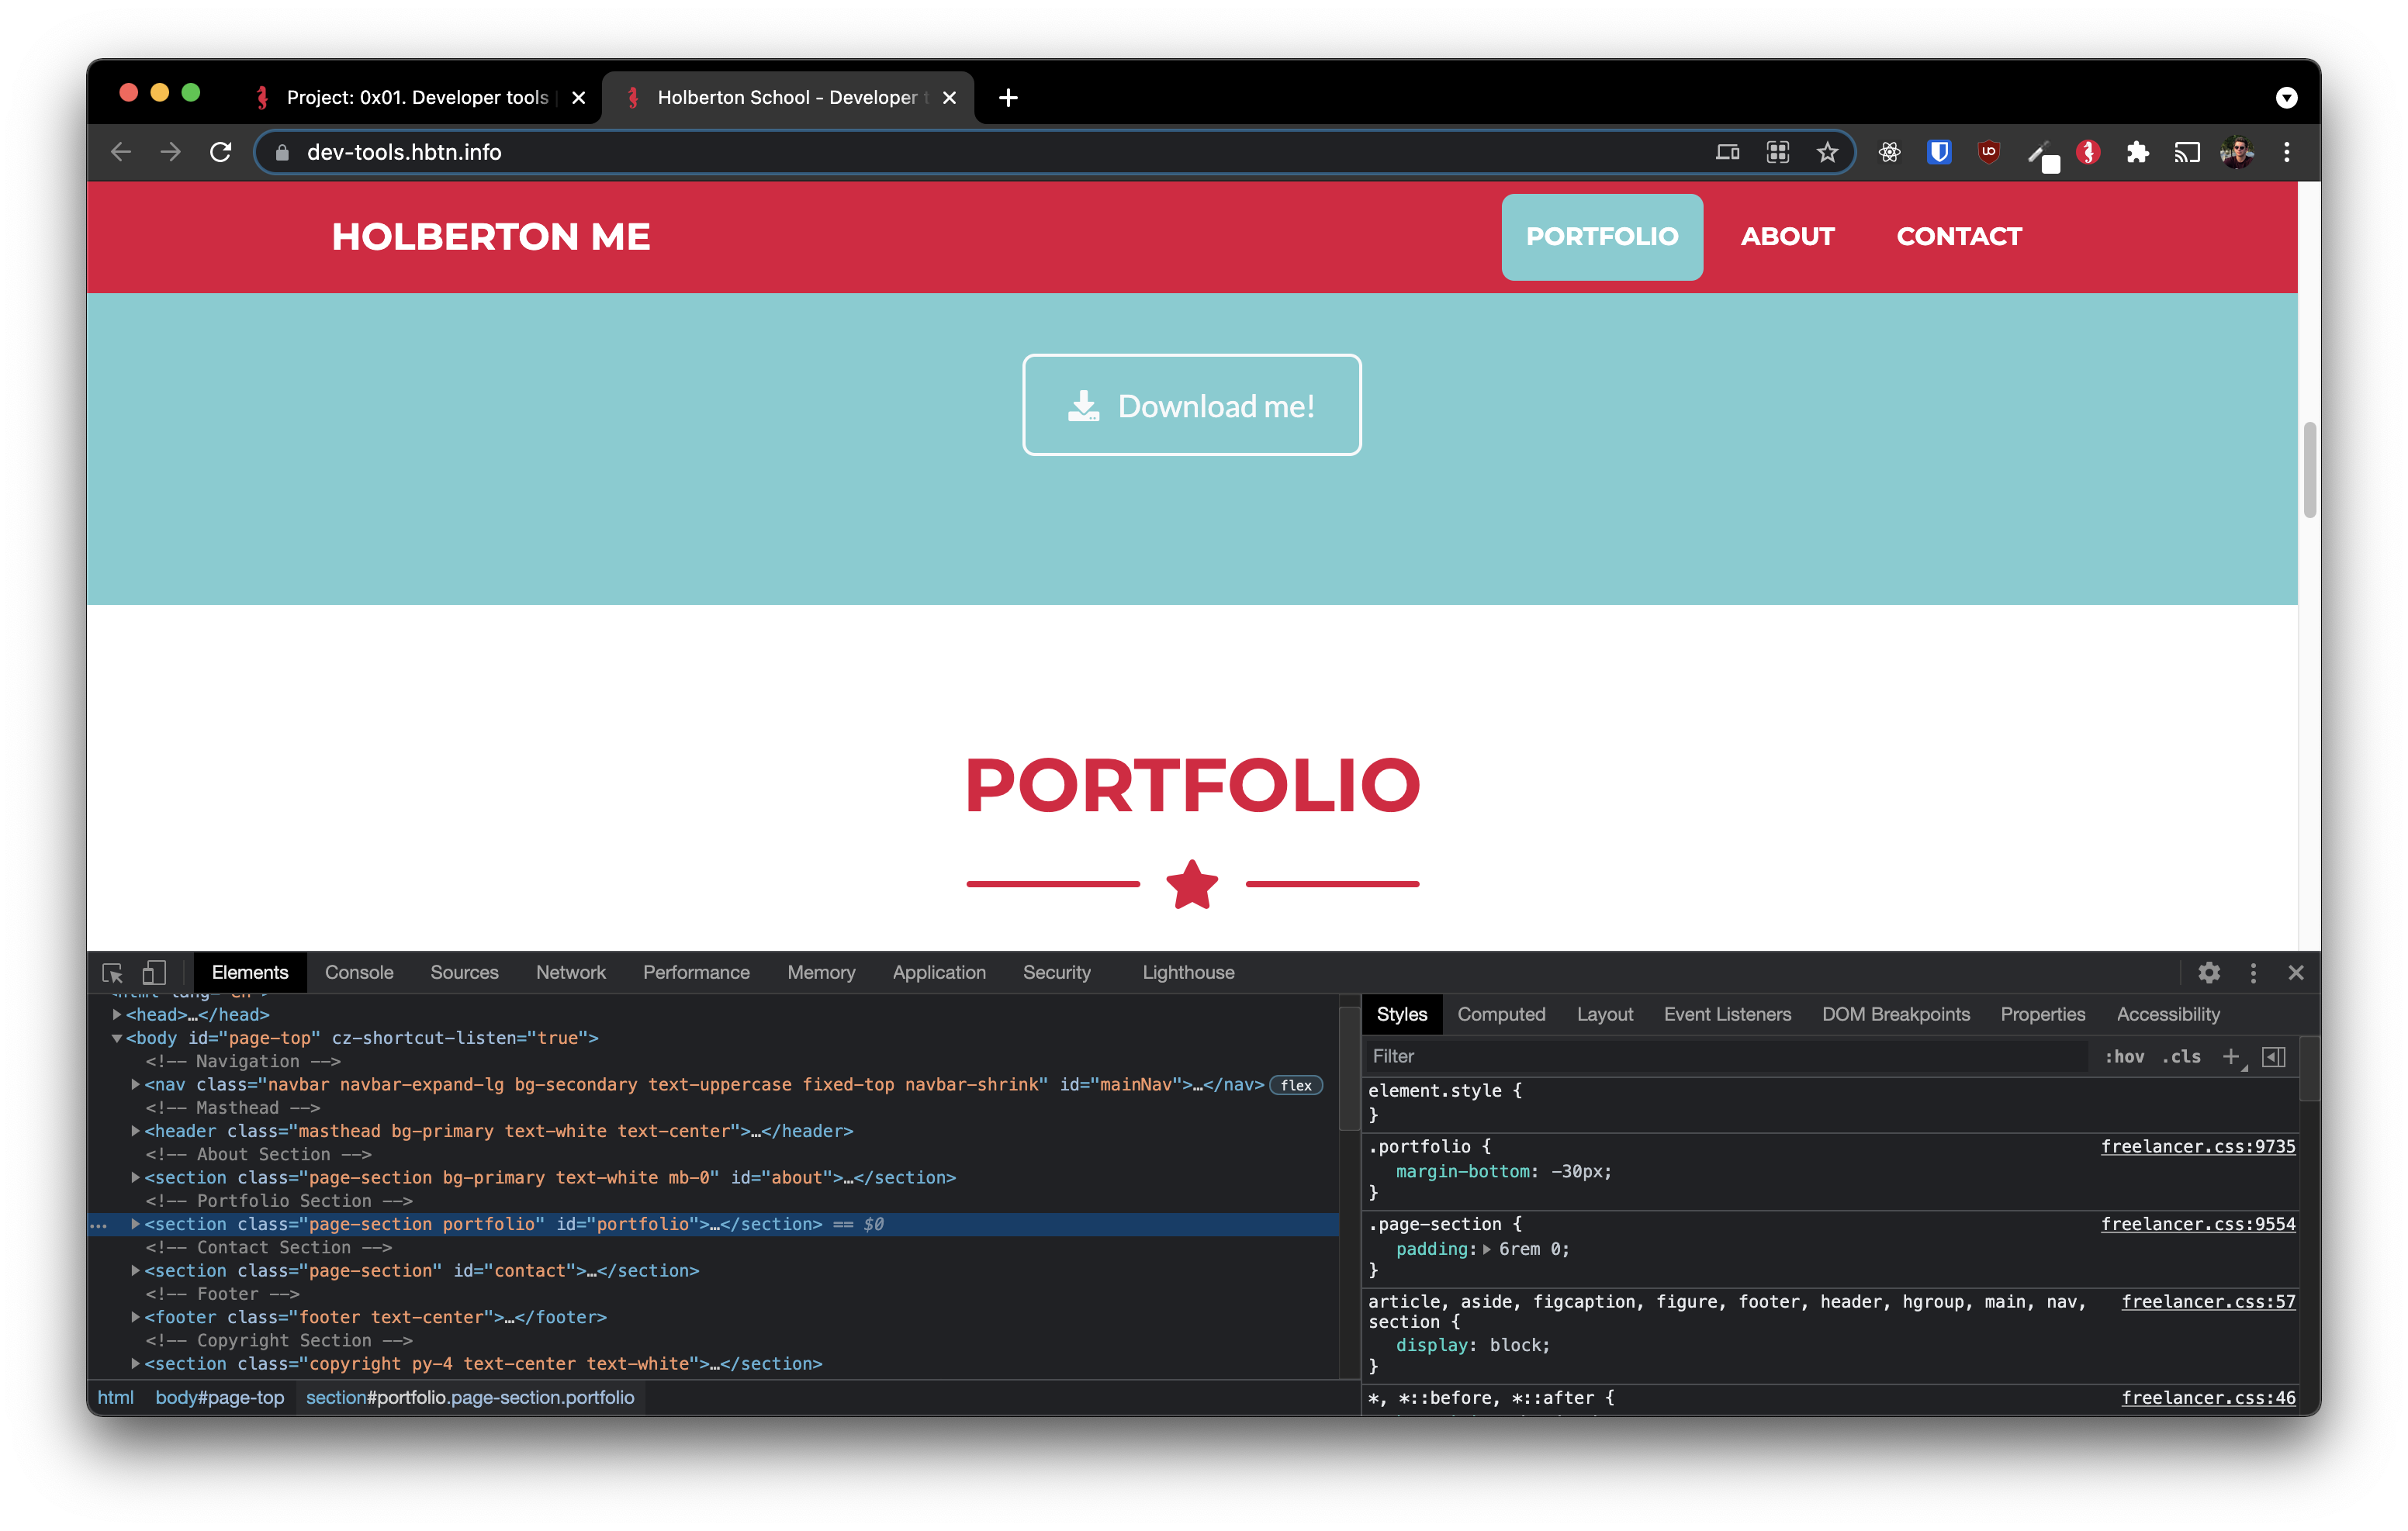 Project: 0x01. Developer tools
Holberton School - Developer t
dev-tools.hbtn.info
HOLBERTON ME
PORTFOLIO
ABOUT
CONTACT
Download me!
PORTFOLIO
Elements
Console
Sources
Network
Performance
Memory
Application
Security
Lighthouse
<head>…</head>
<body id="page-top" cz-shortcut-listen="true">
<!-- Navigation -->
<nav class="navbar navbar-expand-lg bg-secondary text-uppercase fixed-top navbar-shrink" id="mainNav">…</nav> flex
<!-- Masthead -->
<header class="masthead bg-primary text-white text-center">…</header>
<!-- About Section -->
<section class="page-section bg-primary text-white mb-0" id="about">…</section>
<!-- Portfolio Section -->
<section class="page-section portfolio" id="portfolio">…</section> == $0
<!-- Contact Section -->
<section class="page-section" id="contact">…</section>
<!-- Footer -->
<footer class="footer text-center">…</footer>
<!-- Copyright Section -->
<section class="copyright py-4 text-center text-white">…</section>
html body#page-top section#portfolio.page-section.portfolio
Styles
Computed
Layout
Event Listeners
DOM Breakpoints
Properties
Accessibility
Filter
:hov .cls
element.style {
}
.portfolio { freelancer.css:9735
margin-bottom: -30px;
}
.page-section { freelancer.css:9554
padding: 6rem 0;
}
article, aside, figcaption, figure, footer, header, hgroup, main, nav, freelancer.css:57
section {
display: block;
}
*, *::before, *::after { freelancer.css:46